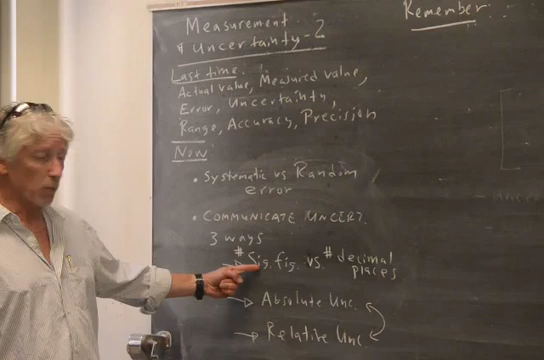 Measurement
& Uncertainty-2
Remember
Last time:
Actual value, Measured value,
Error, Uncertainty,
Range, Accuracy, Precision
Now:
• Systematic vs Random
error
• COMMUNICATE UNCERT.
3 ways
# Sig. fig. vs # decimal
places
→ Absolute Unc.
→ Relative Unc.